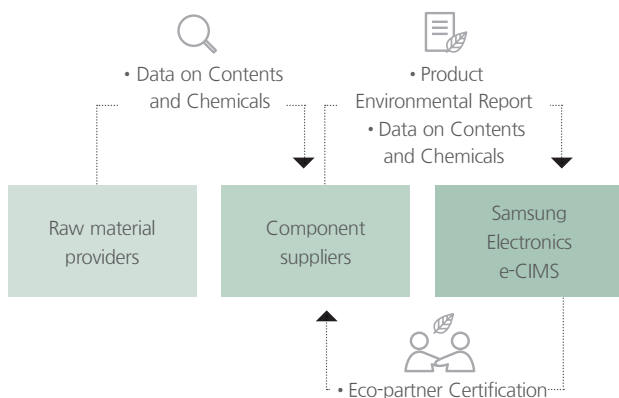 • Data on Contents
and Chemicals
• Product
Environmental Report
• Data on Contents
and Chemicals
Raw material
providers
Component
suppliers
Samsung
Electronics
e-CIMS
• Eco-partner Certification